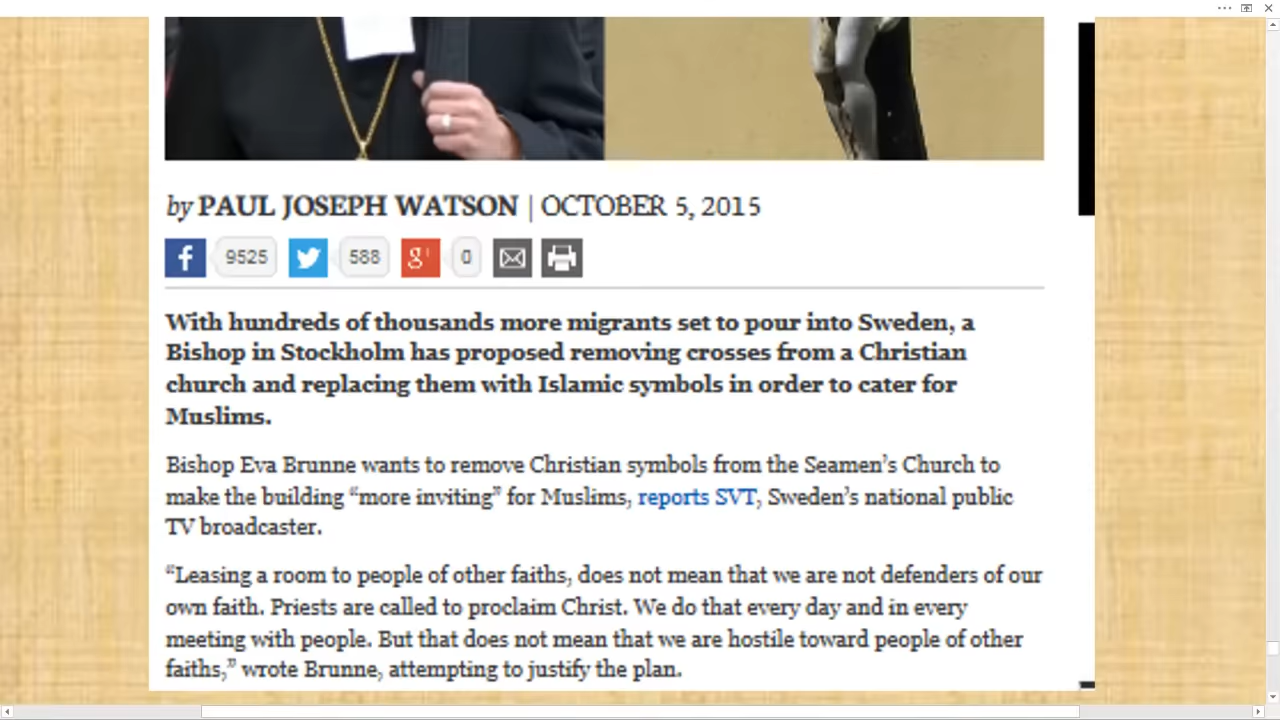 by PAUL JOSEPH WATSON | OCTOBER 5, 2015
f 9525 588 g+ 0
With hundreds of thousands more migrants set to pour into Sweden, a
Bishop in Stockholm has proposed removing crosses from a Christian
church and replacing them with Islamic symbols in order to cater for
Muslims.
Bishop Eva Brunne wants to remove Christian symbols from the Seamen’s Church to
make the building “more inviting” for Muslims, reports SVT, Sweden’s national public
TV broadcaster.
“Leasing a room to people of other faiths, does not mean that we are not defenders of our
own faith. Priests are called to proclaim Christ. We do that every day and in every
meeting with people. But that does not mean that we are hostile toward people of other
faiths,” wrote Brunne, attempting to justify the plan.